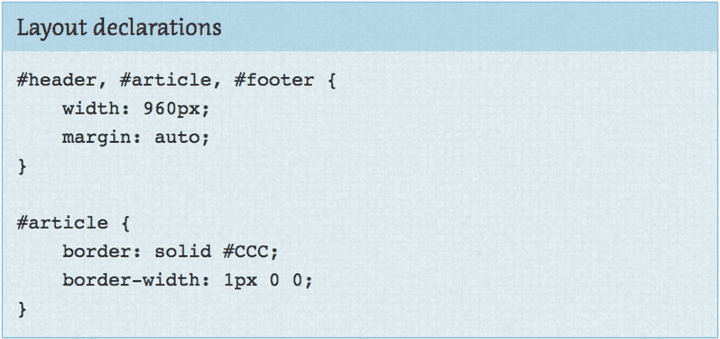 Layout declarations
#header, #article, #footer {
    width: 960px;
    margin: auto;
}

#article {
    border: solid #CCC;
    border-width: 1px 0 0;
}